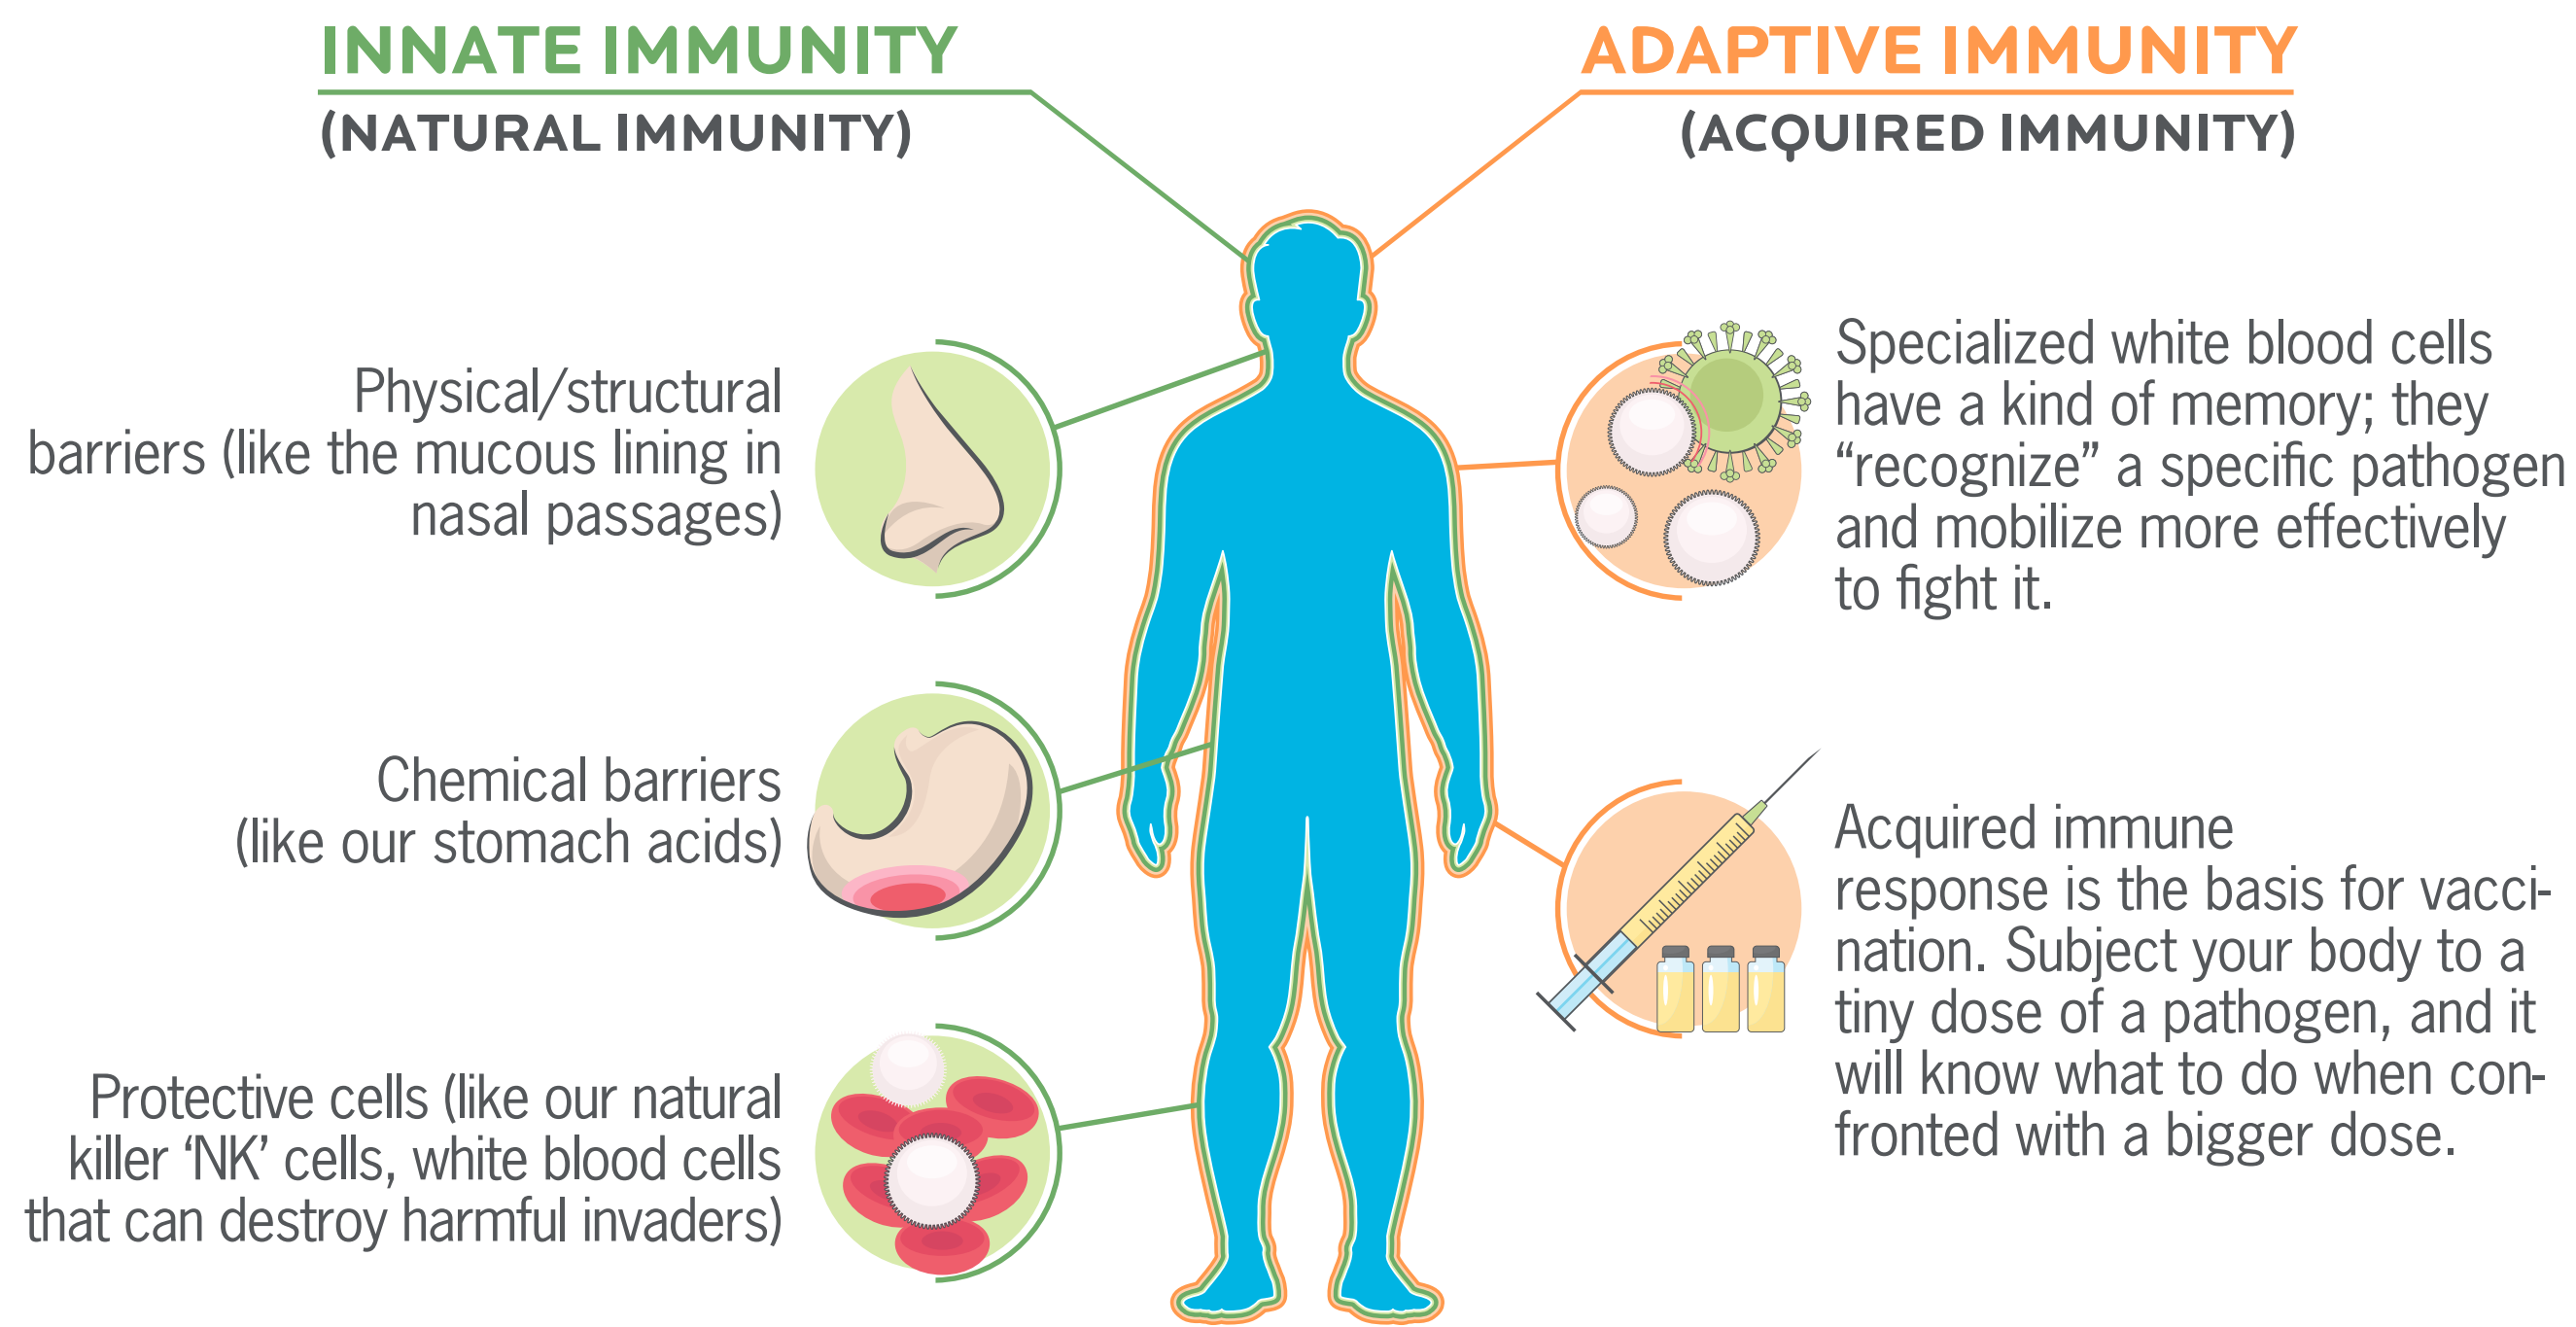 INNATE IMMUNITY
(NATURAL IMMUNITY)
Physical/structural
barriers (like the mucous lining in
nasal passages)
Chemical barriers
(like our stomach acids)
Protective cells (like our natural
killer ‘NK’ cells, white blood cells
that can destroy harmful invaders)
ADAPTIVE IMMUNITY
(ACQUIRED IMMUNITY)
Specialized white blood cells
have a kind of memory; they
“recognize” a specific pathogen
and mobilize more effectively
to fight it.
Acquired immune
response is the basis for vacci-
nation. Subject your body to a
tiny dose of a pathogen, and it
will know what to do when con-
fronted with a bigger dose.